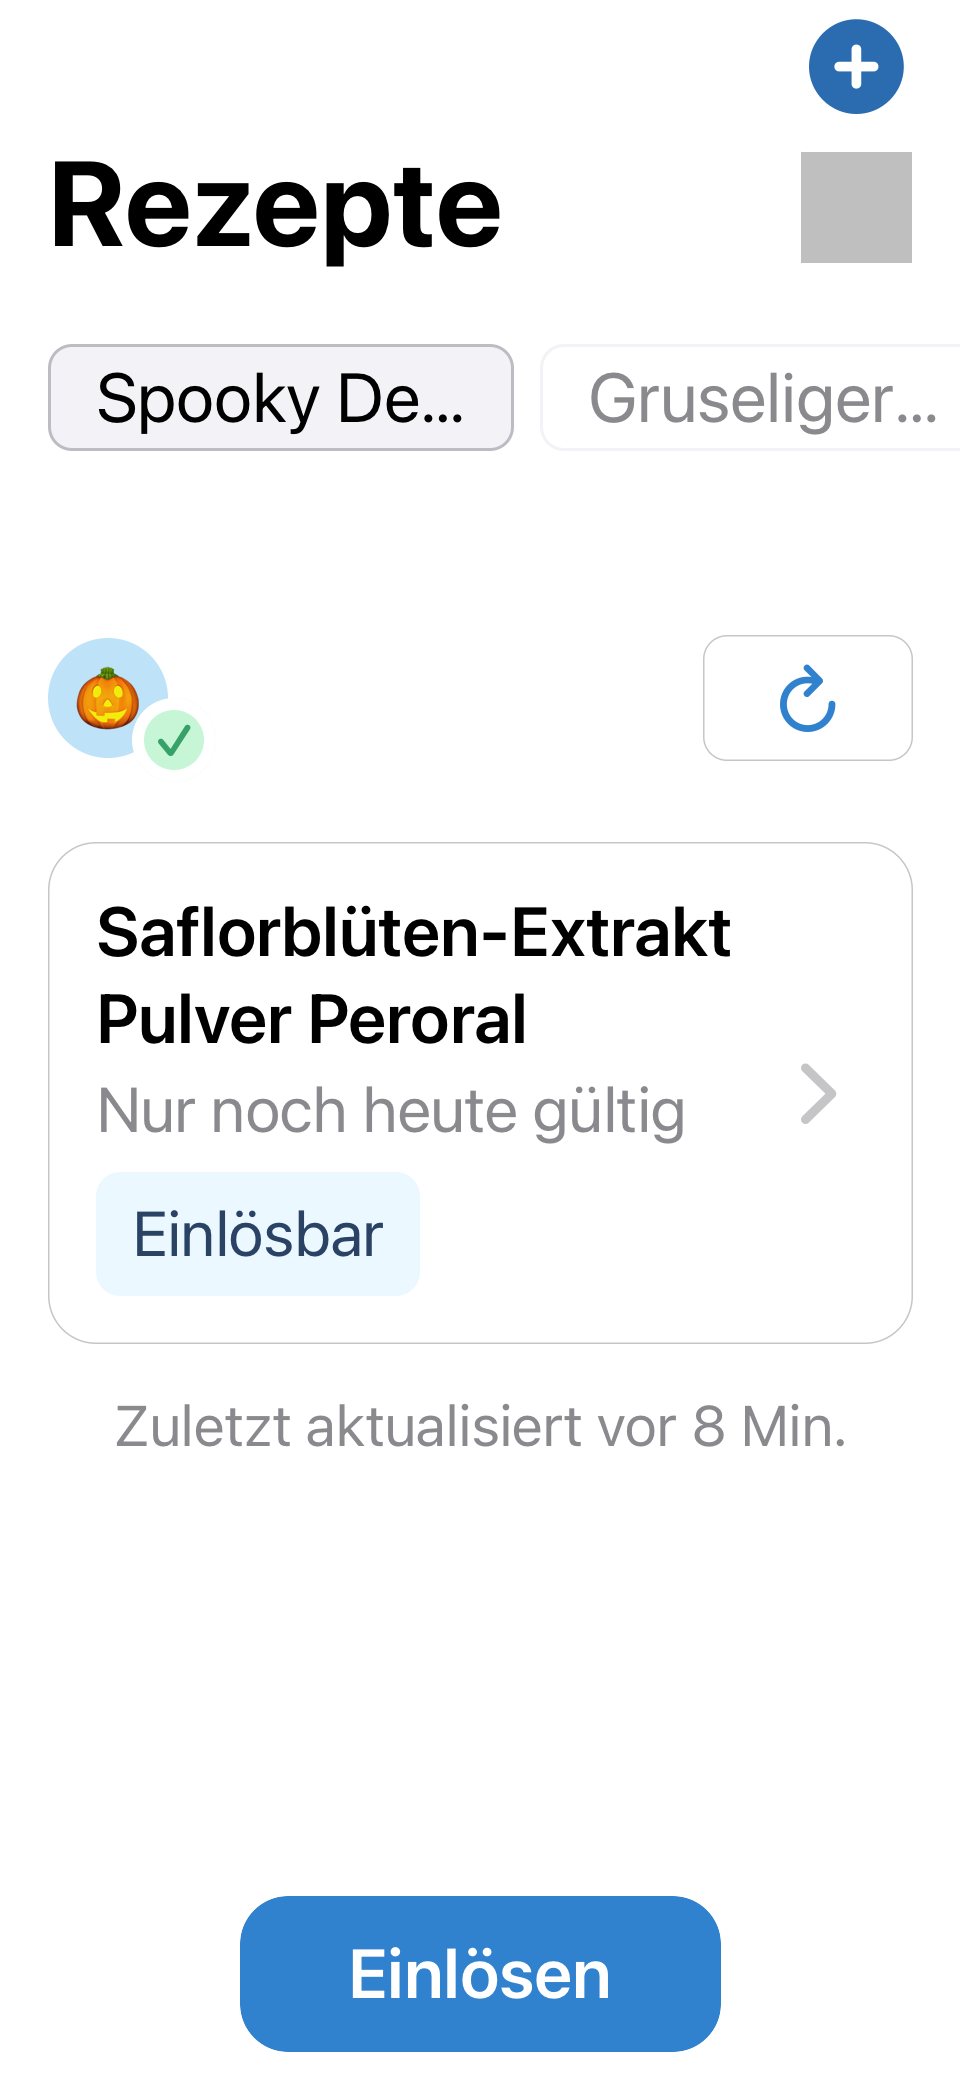 Rezepte
Spooky De...
Gruseliger...
Saflorblüten-Extrakt
Pulver Peroral
Nur noch heute gültig
Einlösbar
Zuletzt aktualisiert vor 8 Min.
Einlösen